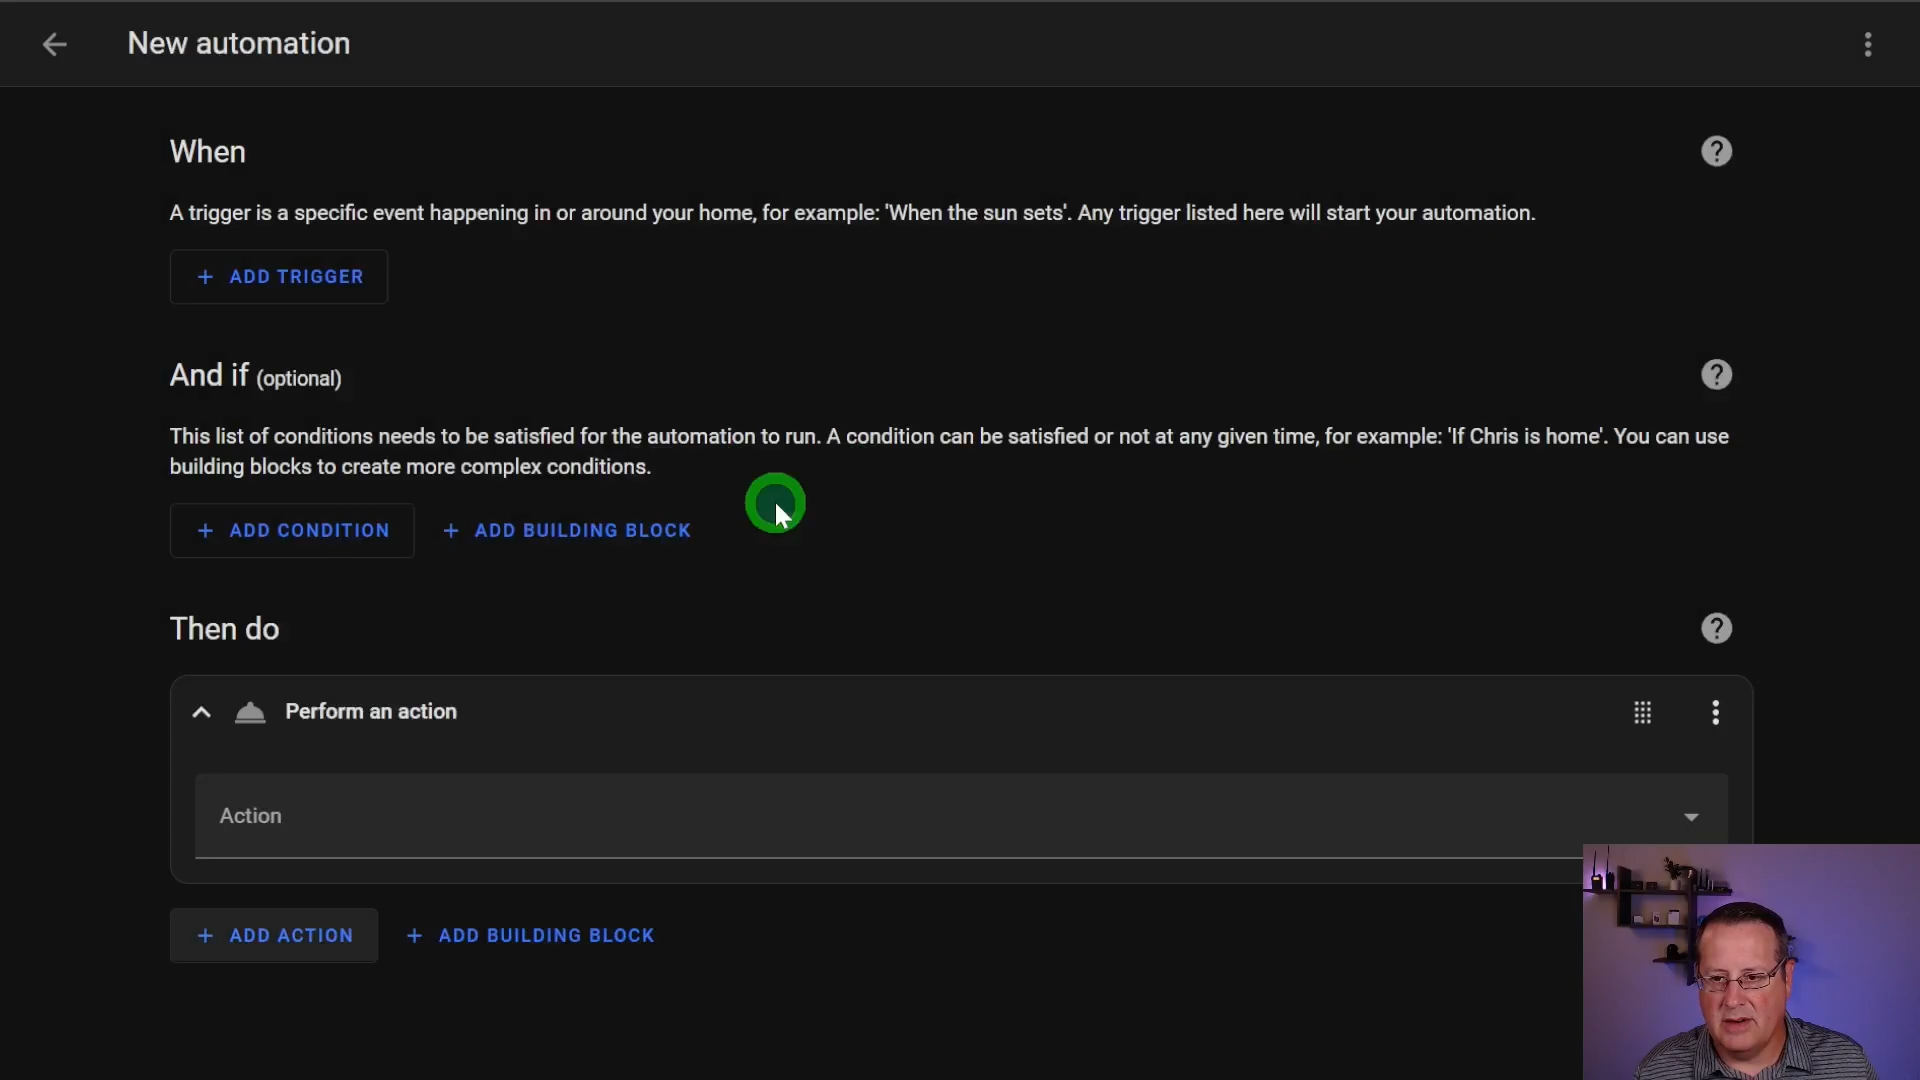 New automation
When
A trigger is a specific event happening in or around your home, for example: 'When the sun sets'. Any trigger listed here will start your automation.
+ ADD TRIGGER
And if (optional)
This list of conditions needs to be satisfied for the automation to run. A condition can be satisfied or not at any given time, for example: 'If Chris is home'. You can use
building blocks to create more complex conditions.
+ ADD CONDITION + ADD BUILDING BLOCK
Then do
Perform an action
Action
+ ADD ACTION + ADD BUILDING BLOCK